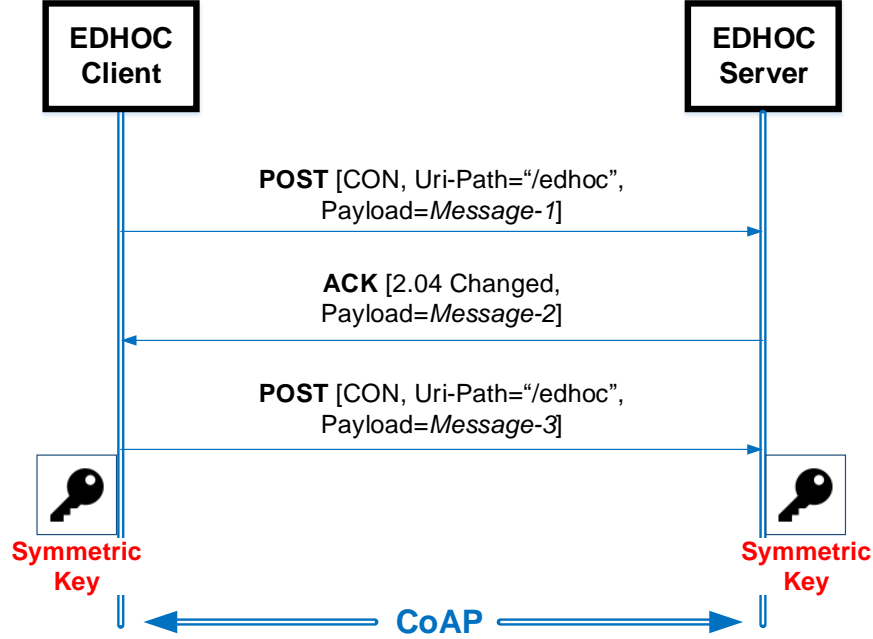 EDHOC
Client
EDHOC
Server
POST [CON, Uri-Path=“/edhoc”,
Payload=Message-1]
ACK [2.04 Changed,
Payload=Message-2]
POST [CON, Uri-Path=“/edhoc”,
Payload=Message-3]
Symmetric
Key
Symmetric
Key
CoAP